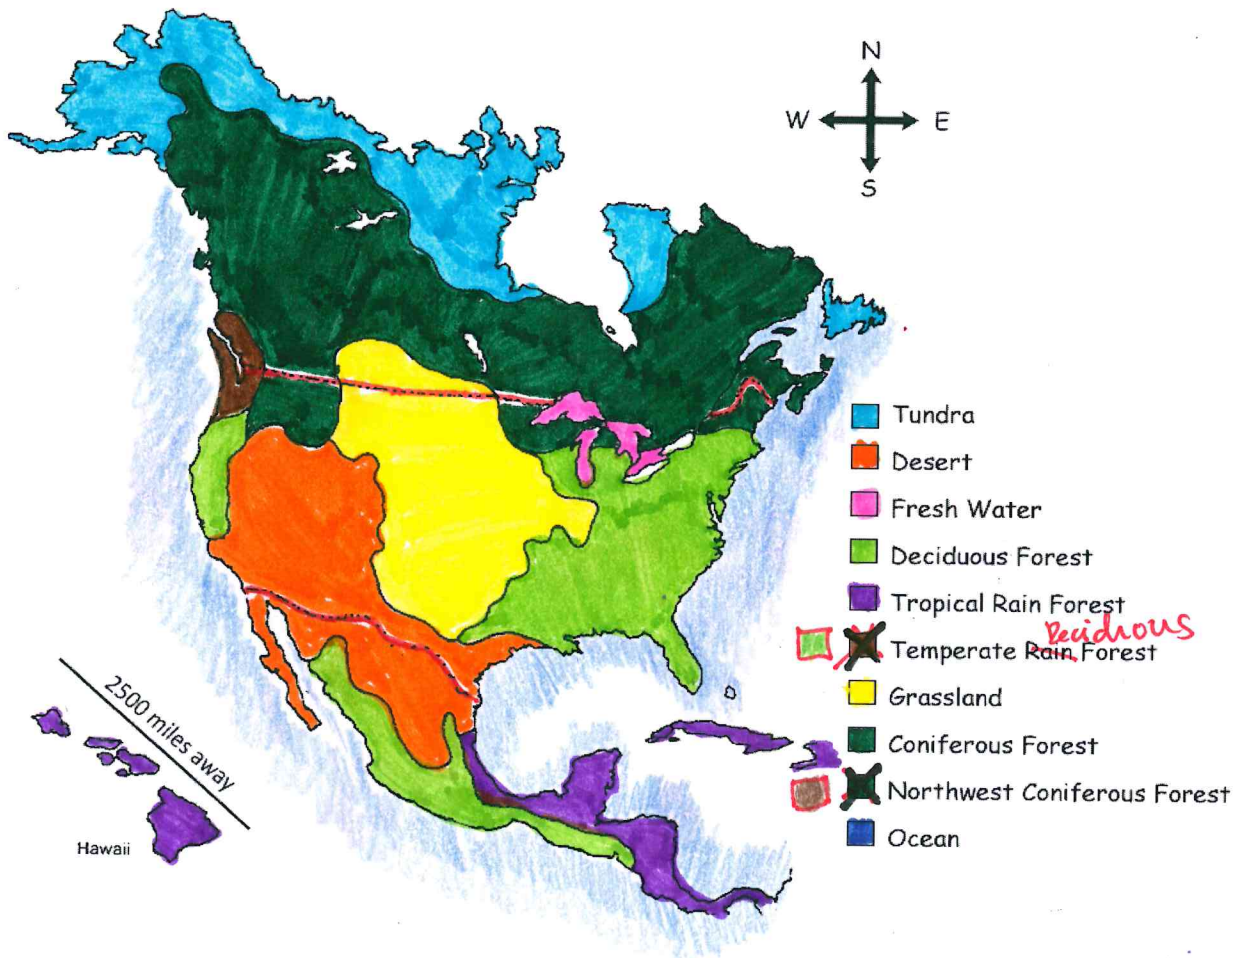 N
W E
S
Tundra
Desert
Fresh Water
Deciduous Forest
Tropical Rain Forest
Decidious
Temperate Rain Forest
Grassland
Coniferous Forest
Northwest Coniferous Forest
Ocean
2500 miles away
Hawaii